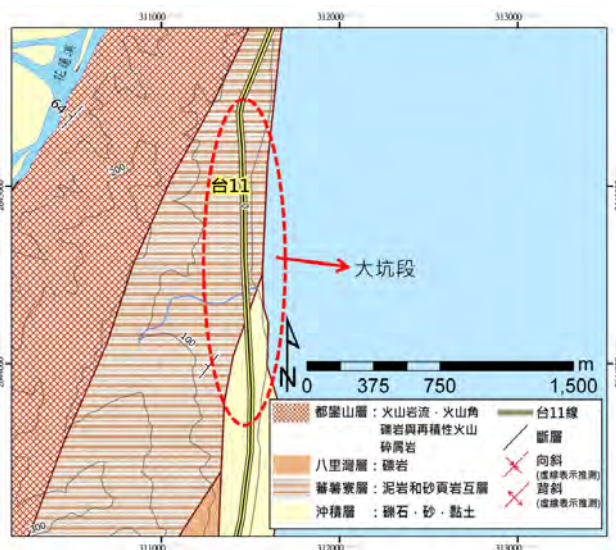 311000
312000
313000
花蓮溪
64
200
台11
大坑段
100
N
m
0
375
750
1,500
都鑾山層：火山岩流．火山角
礫岩與再積性火山
碎屑岩
八里灣層：礫岩
蕃薯寮層：泥岩和砂頁岩互層
沖積層：礫石．砂．黏土
台11線
斷層
向斜
(虛線表示推測)
背斜
(虛線表示推測)
300
311000
312000
313000